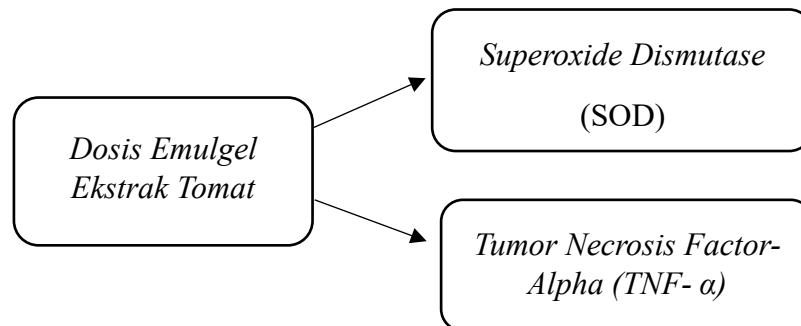 Dosis Emulgel
Ekstrak Tomat
Superoxide Dismutase
(SOD)
Tumor Necrosis Factor-
Alpha (TNF- α)